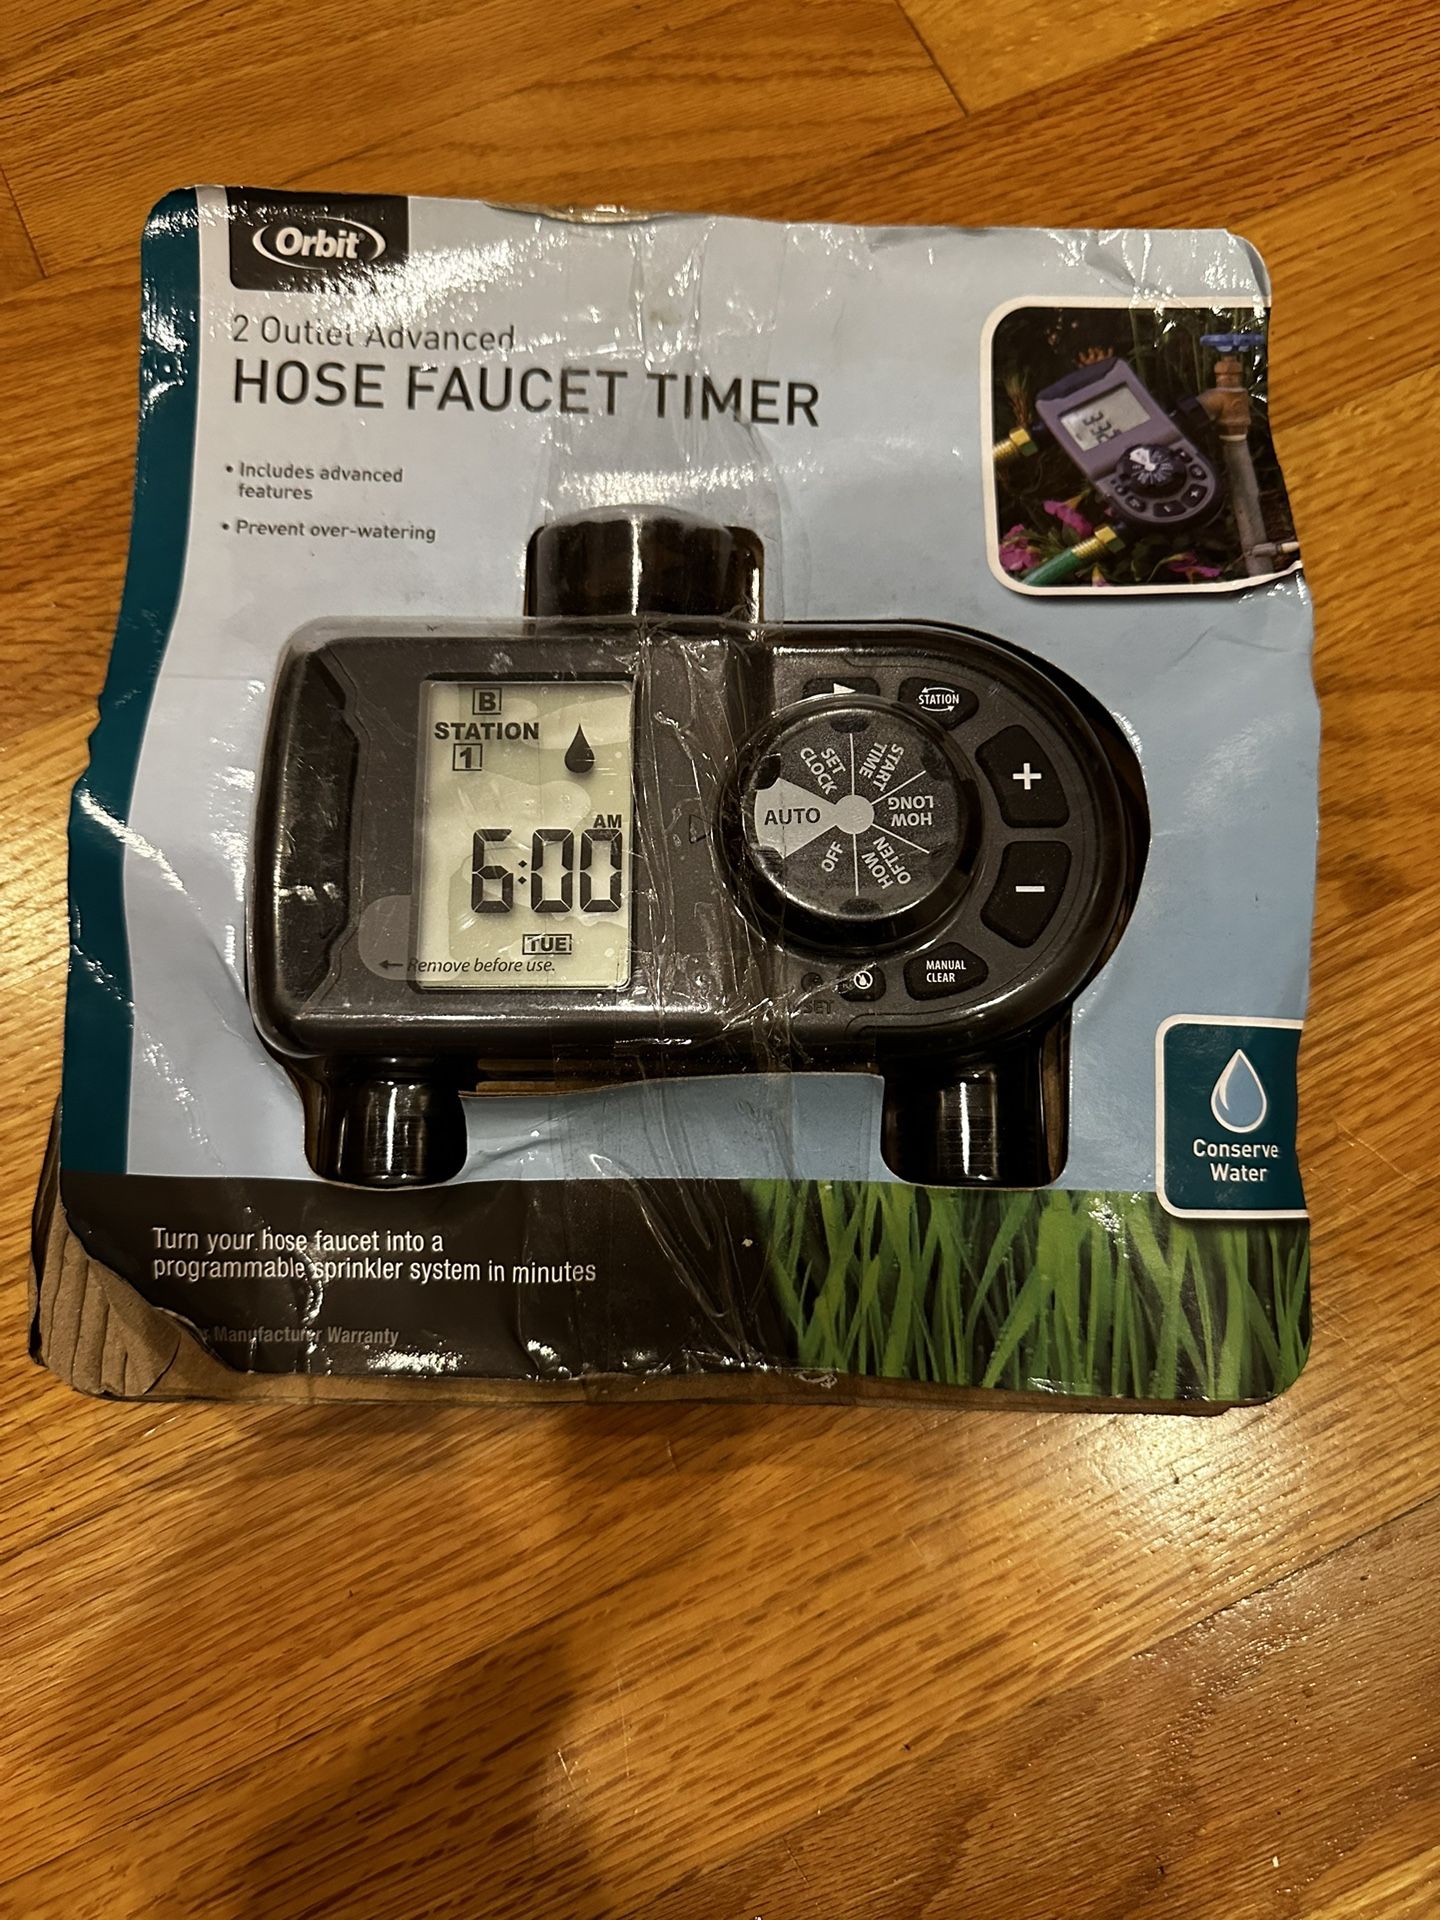 Orbit
2 Outlet Advanced
HOSE FAUCET TIMER
• Includes advanced
features
• Prevent over-watering
B
STATION
1
AM
6:00
TUE
← Remove before use.
STATION
SET
CLOCK
START
TIME
HOW
LONG
HOW
OFTEN
OFF
AUTO
+
−
MANUAL
CLEAR
Conserve
Water
Turn your hose faucet into a
programmable sprinkler system in minutes
Manufacturer Warranty